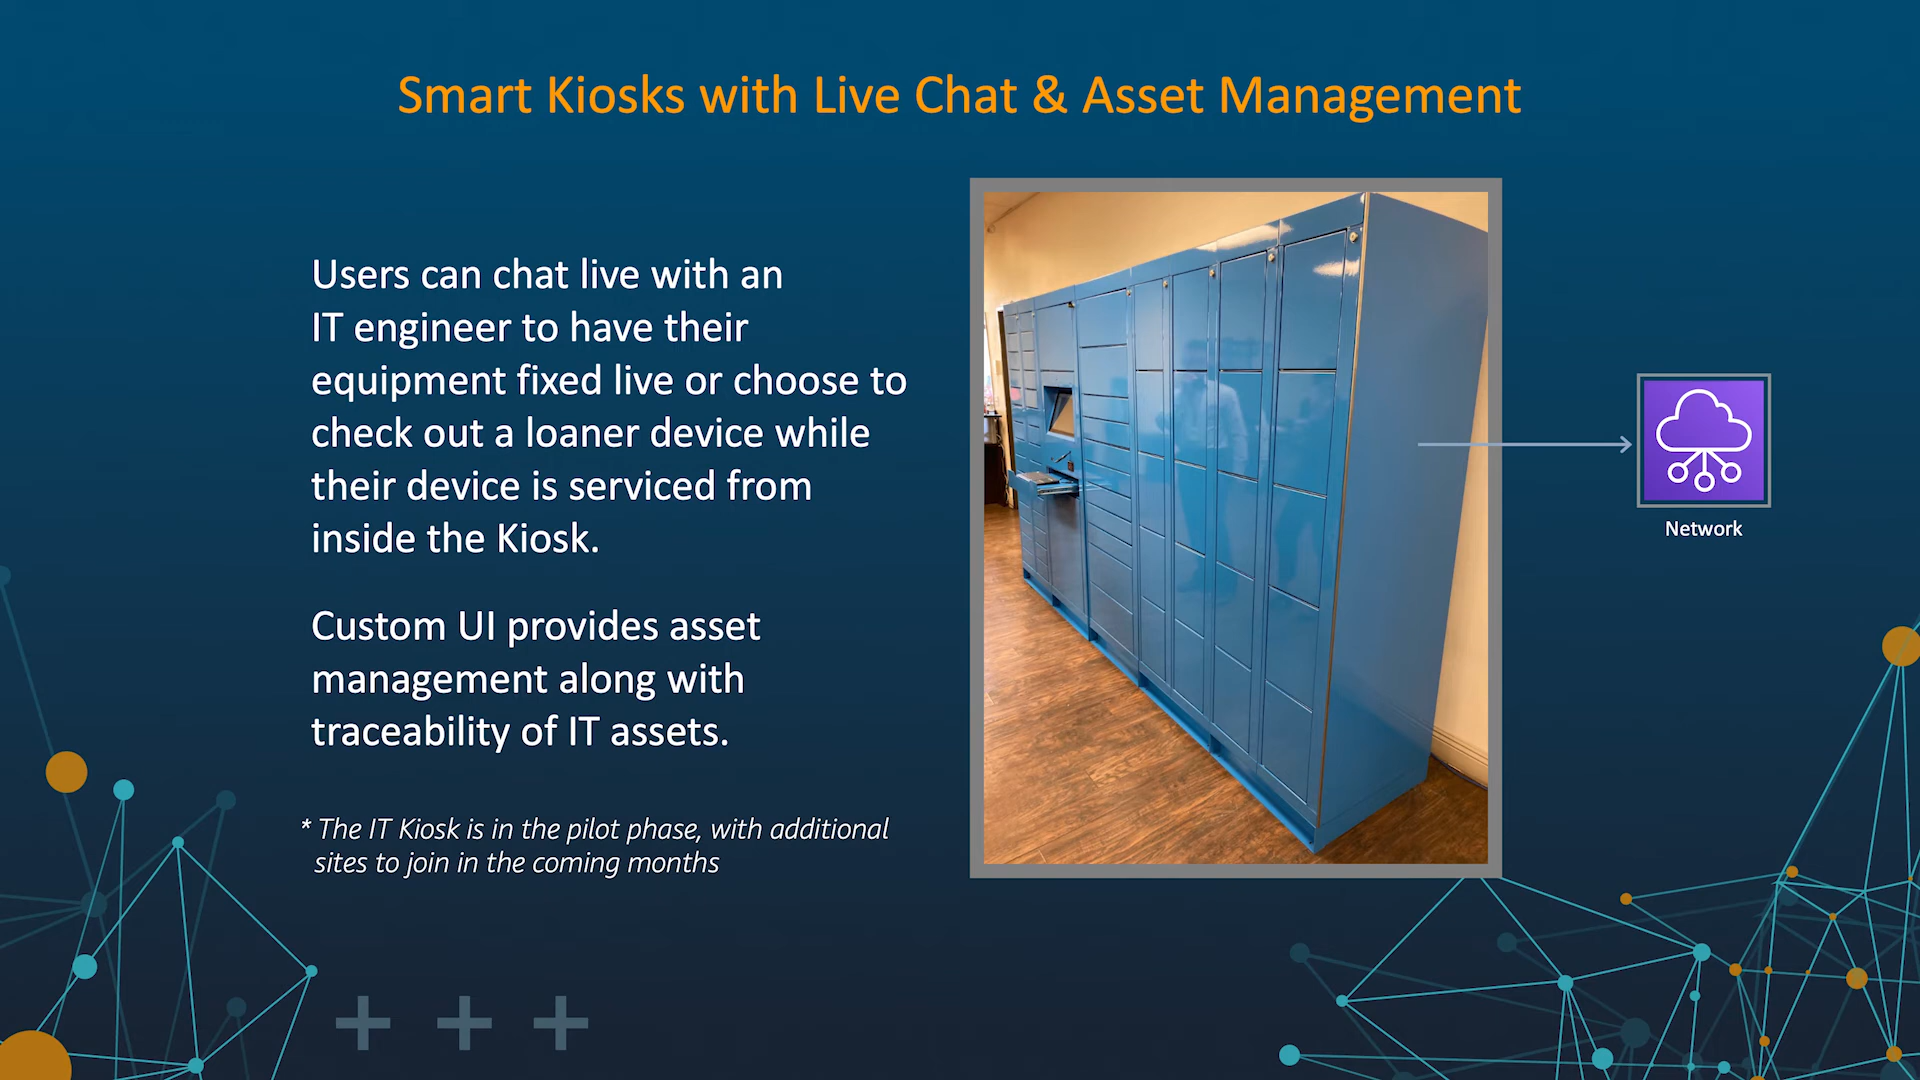 Smart Kiosks with Live Chat & Asset Management
Users can chat live with an
IT engineer to have their
equipment fixed live or choose to
check out a loaner device while
their device is serviced from
inside the Kiosk.
Custom UI provides asset
management along with
traceability of IT assets.
* The IT Kiosk is in the pilot phase, with additional
sites to join in the coming months
Network